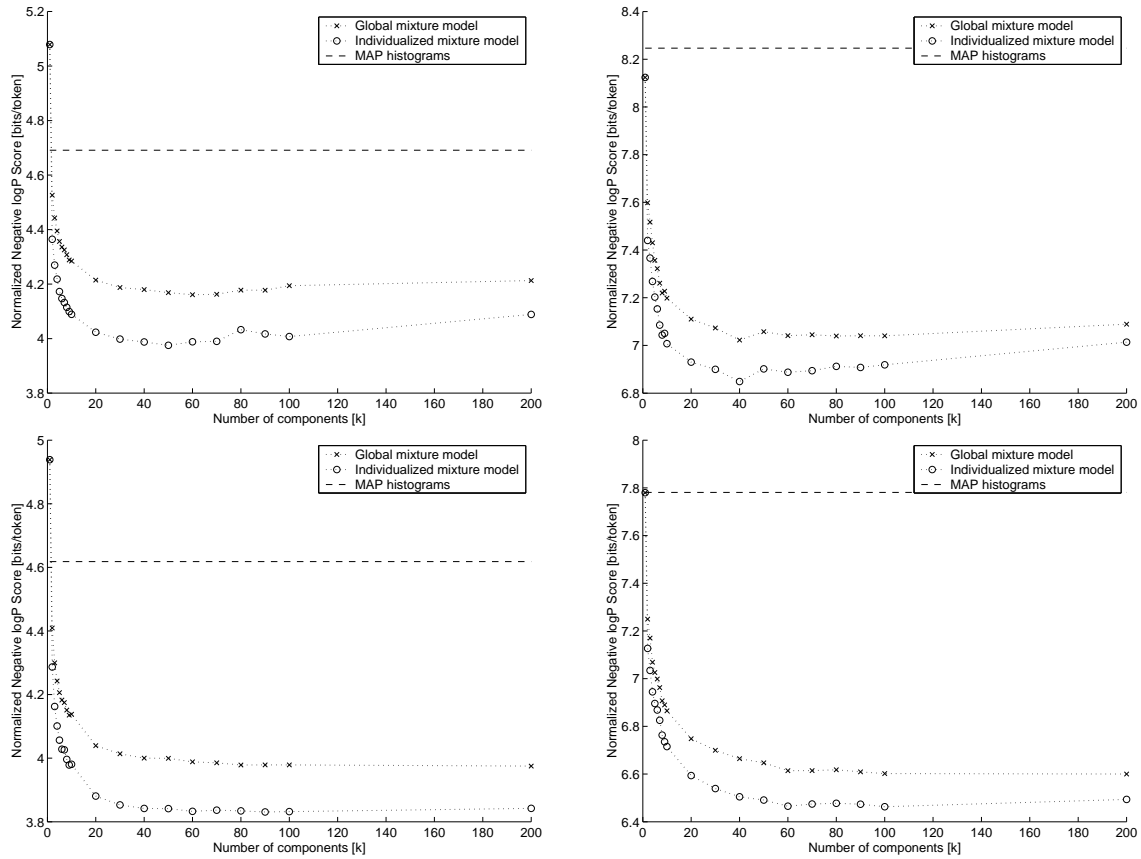 5.2
5
4.8
4.6
4.4
4.2
4
3.8
0 20 40 60 80 100 120 140 160 180 200
Number of components [k]
Normalized Negative logP Score [bits/token]
Global mixture model
Individualized mixture model
MAP histograms
8.4
8.2
8
7.8
7.6
7.4
7.2
7
6.8
0 20 40 60 80 100 120 140 160 180 200
Number of components [k]
Normalized Negative logP Score [bits/token]
Global mixture model
Individualized mixture model
MAP histograms
5
4.8
4.6
4.4
4.2
4
3.8
0 20 40 60 80 100 120 140 160 180 200
Number of components [k]
Normalized Negative logP Score [bits/token]
Global mixture model
Individualized mixture model
MAP histograms
8
7.8
7.6
7.4
7.2
7
6.8
6.6
6.4
0 20 40 60 80 100 120 140 160 180 200
Number of components [k]
Normalized Negative logP Score [bits/token]
Global mixture model
Individualized mixture model
MAP histograms